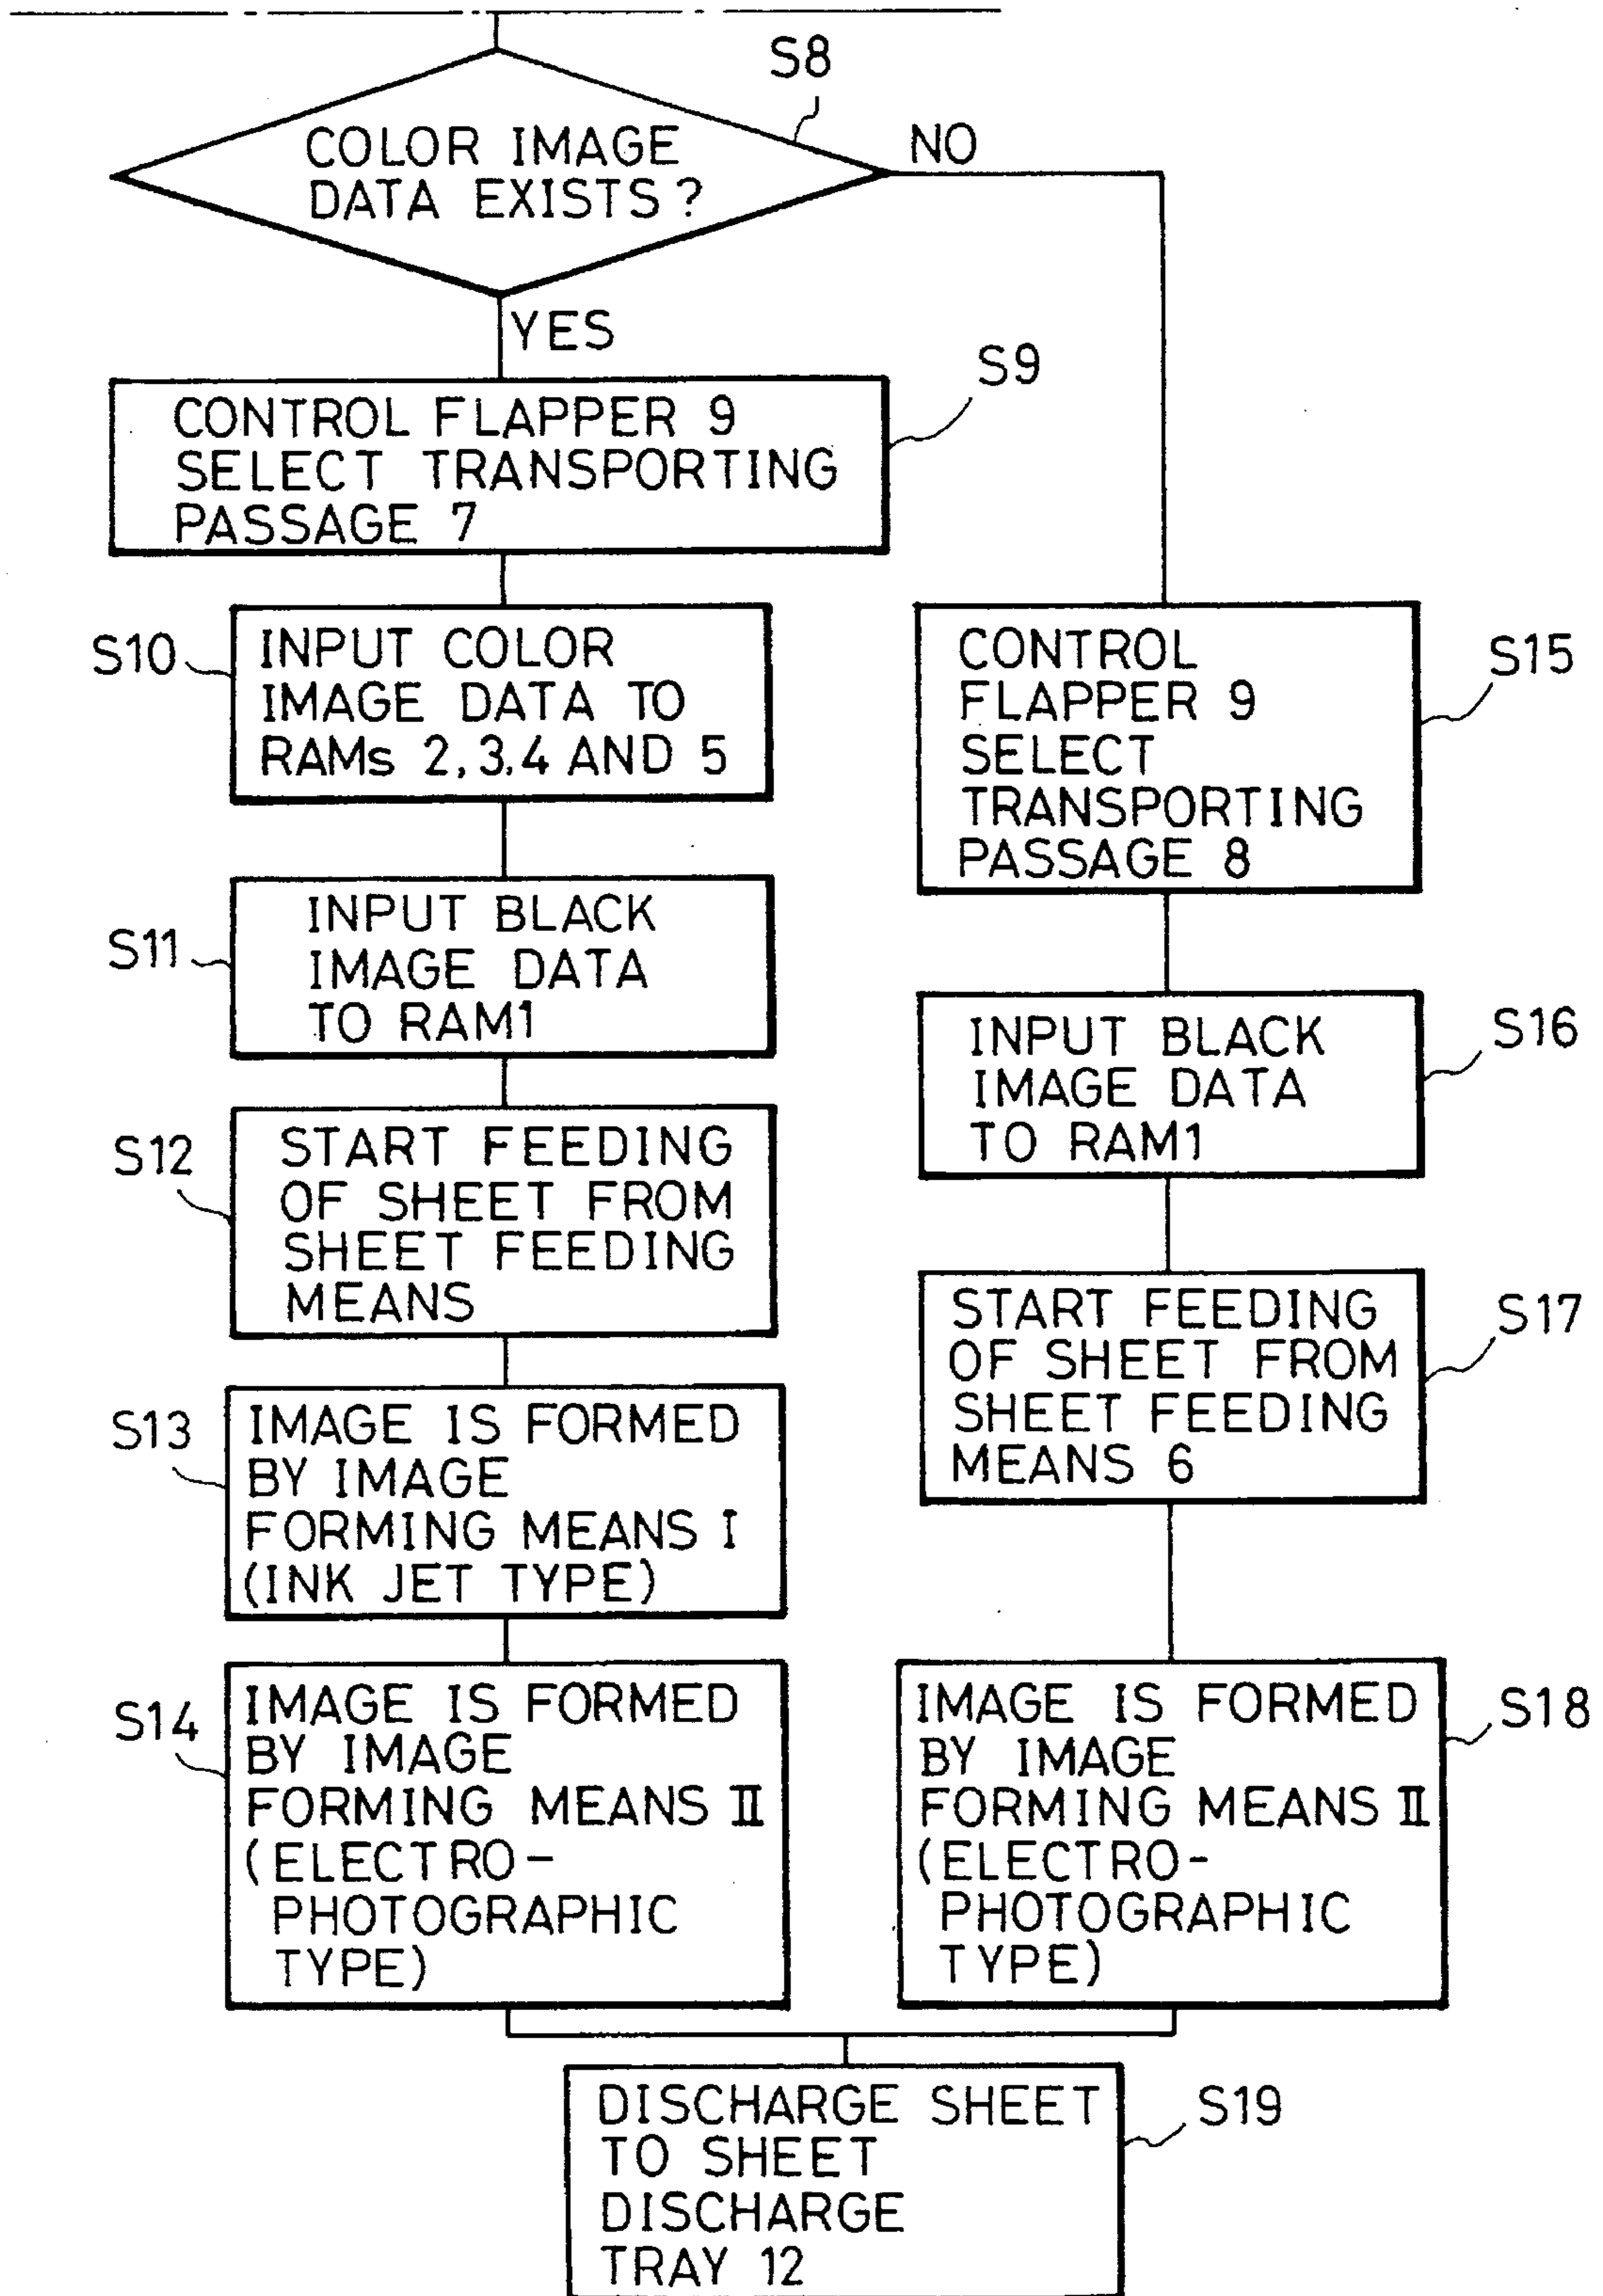 S8
COLOR IMAGE
DATA EXISTS?
NO
YES
S9
CONTROL FLAPPER 9
SELECT TRANSPORTING
PASSAGE 7
S10
INPUT COLOR
IMAGE DATA TO
RAMs 2,3,4 AND 5
S11
INPUT BLACK
IMAGE DATA
TO RAM1
S12
START FEEDING
OF SHEET FROM
SHEET FEEDING
MEANS
S13
IMAGE IS FORMED
BY IMAGE
FORMING MEANS I
(INK JET TYPE)
S14
IMAGE IS FORMED
BY IMAGE
FORMING MEANS II
(ELECTRO-
PHOTOGRAPHIC
TYPE)
S15
CONTROL
FLAPPER 9
SELECT
TRANSPORTING
PASSAGE 8
S16
INPUT BLACK
IMAGE DATA
TO RAM1
S17
START FEEDING
OF SHEET FROM
SHEET FEEDING
MEANS 6
S18
IMAGE IS FORMED
BY IMAGE
FORMING MEANS II
(ELECTRO-
PHOTOGRAPHIC
TYPE)
S19
DISCHARGE SHEET
TO SHEET
DISCHARGE
TRAY 12